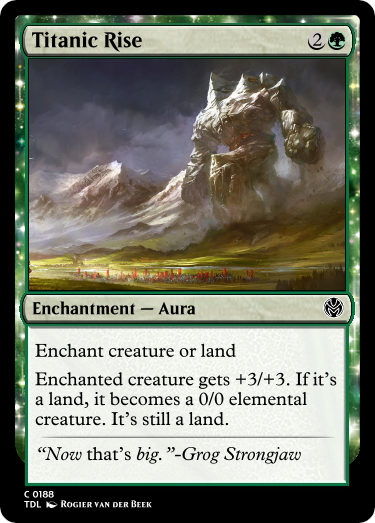 Titanic Rise 2
Enchantment — Aura
Enchant creature or land
Enchanted creature gets +3/+3. If it's
a land, it becomes a 0/0 elemental
creature. It's still a land.
"Now that's big."-Grog Strongjaw
C 0188
TDL Rogier van der Beek